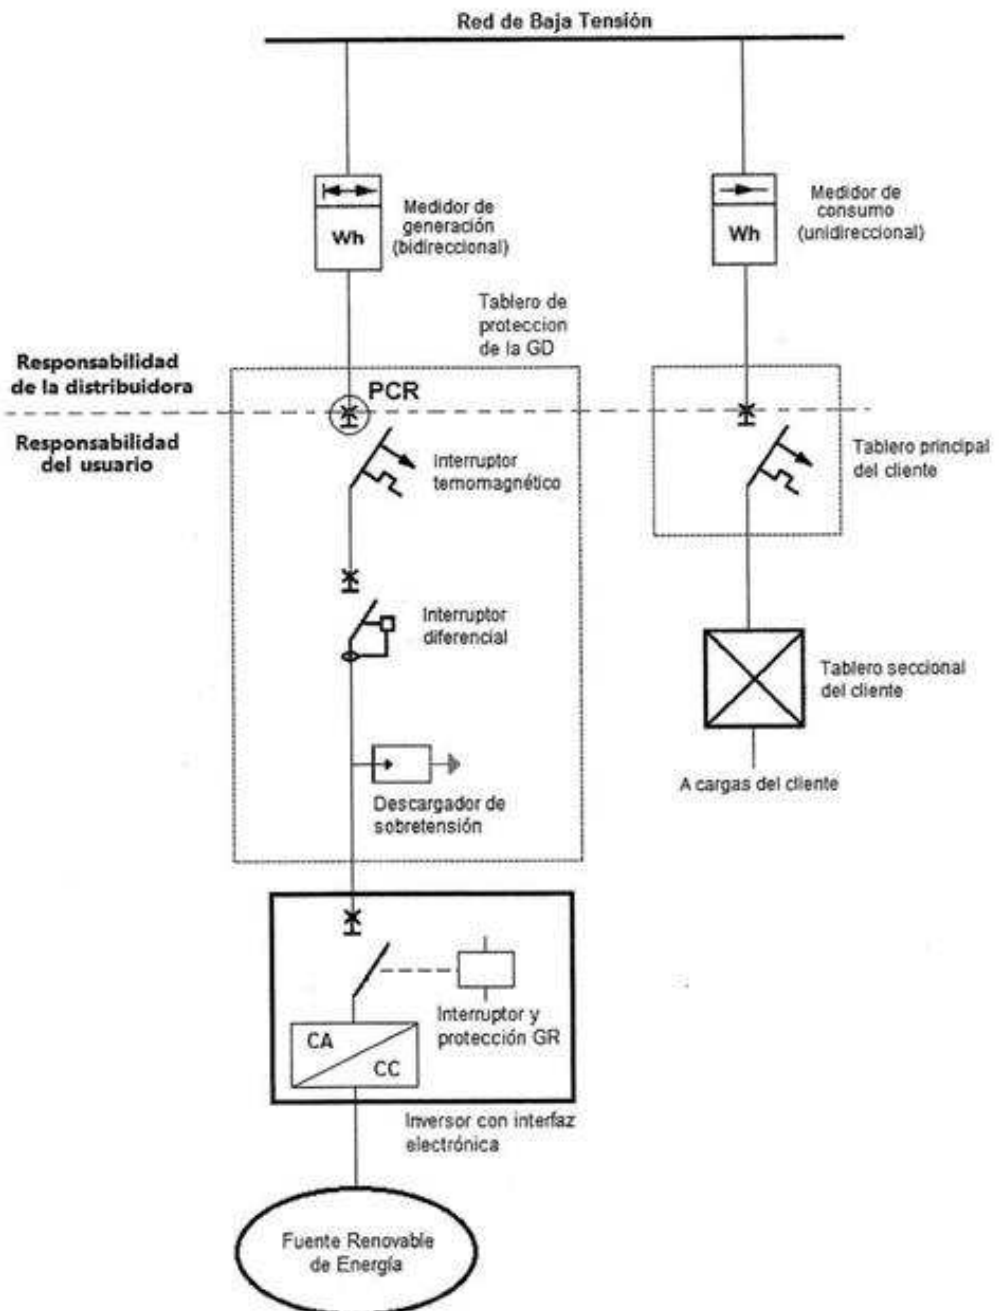 Red de Baja Tensión
Wh
Medidor de
generación
(bidireccional)
Wh
Medidor de
consumo
(unidireccional)
Tablero de
proteccion
de la GD
Responsabilidad
de la distribuidora
PCR
Responsabilidad
del usuario
Interruptor
temomagnético
Tablero principal
del cliente
Interruptor
diferencial
Tablero seccional
del cliente
Descargador de
sobretensión
A cargas del cliente
Interruptor y
protección GR
CA
CC
Inversor con interfaz
electrónica
Fuente Renovable
de Energía